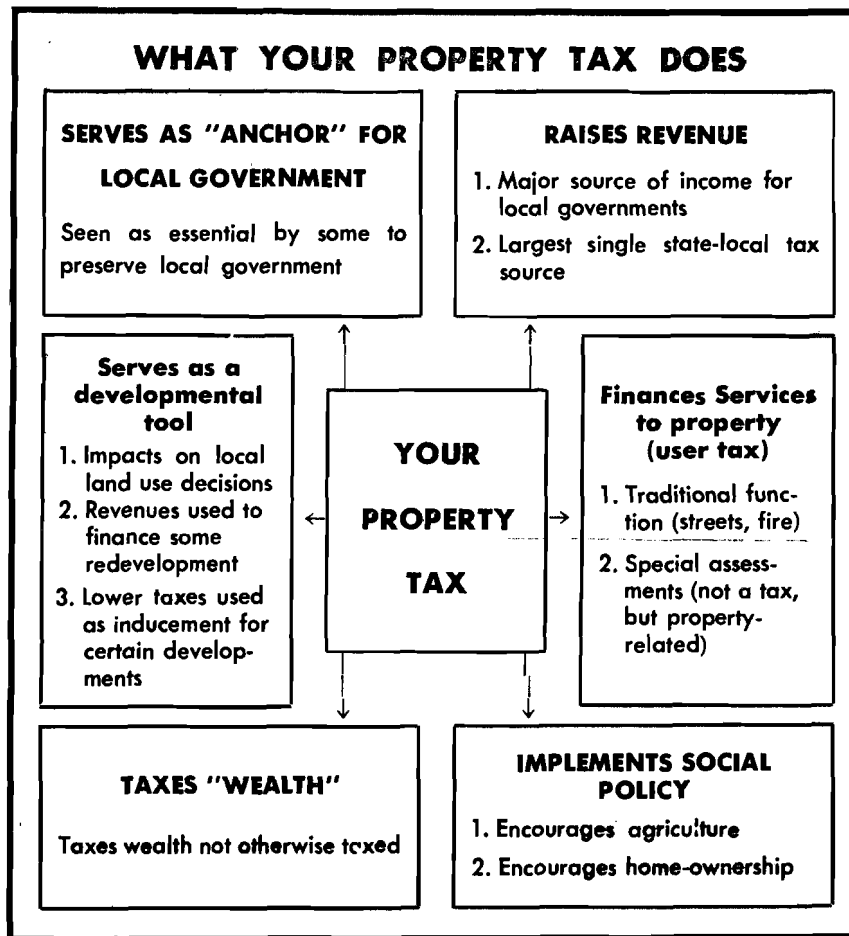 WHAT YOUR PROPERTY TAX DOES
SERVES AS "ANCHOR" FOR
LOCAL GOVERNMENT
Seen as essential by some to
preserve local government
RAISES REVENUE
1. Major source of income for
local governments
2. Largest single state-local tax
source
Serves as a
developmental
tool
1. Impacts on local
land use decisions
2. Revenues used to
finance some
redevelopment
3. Lower taxes used
as inducement for
certain develop-
ments
YOUR
PROPERTY
TAX
Finances Services
to property
(user tax)
1. Traditional func-
tion (streets, fire)
2. Special assess-
ments (not a tax,
but property-
related)
TAXES "WEALTH"
Taxes wealth not otherwise taxed
IMPLEMENTS SOCIAL
POLICY
1. Encourages agriculture
2. Encourages home-ownership